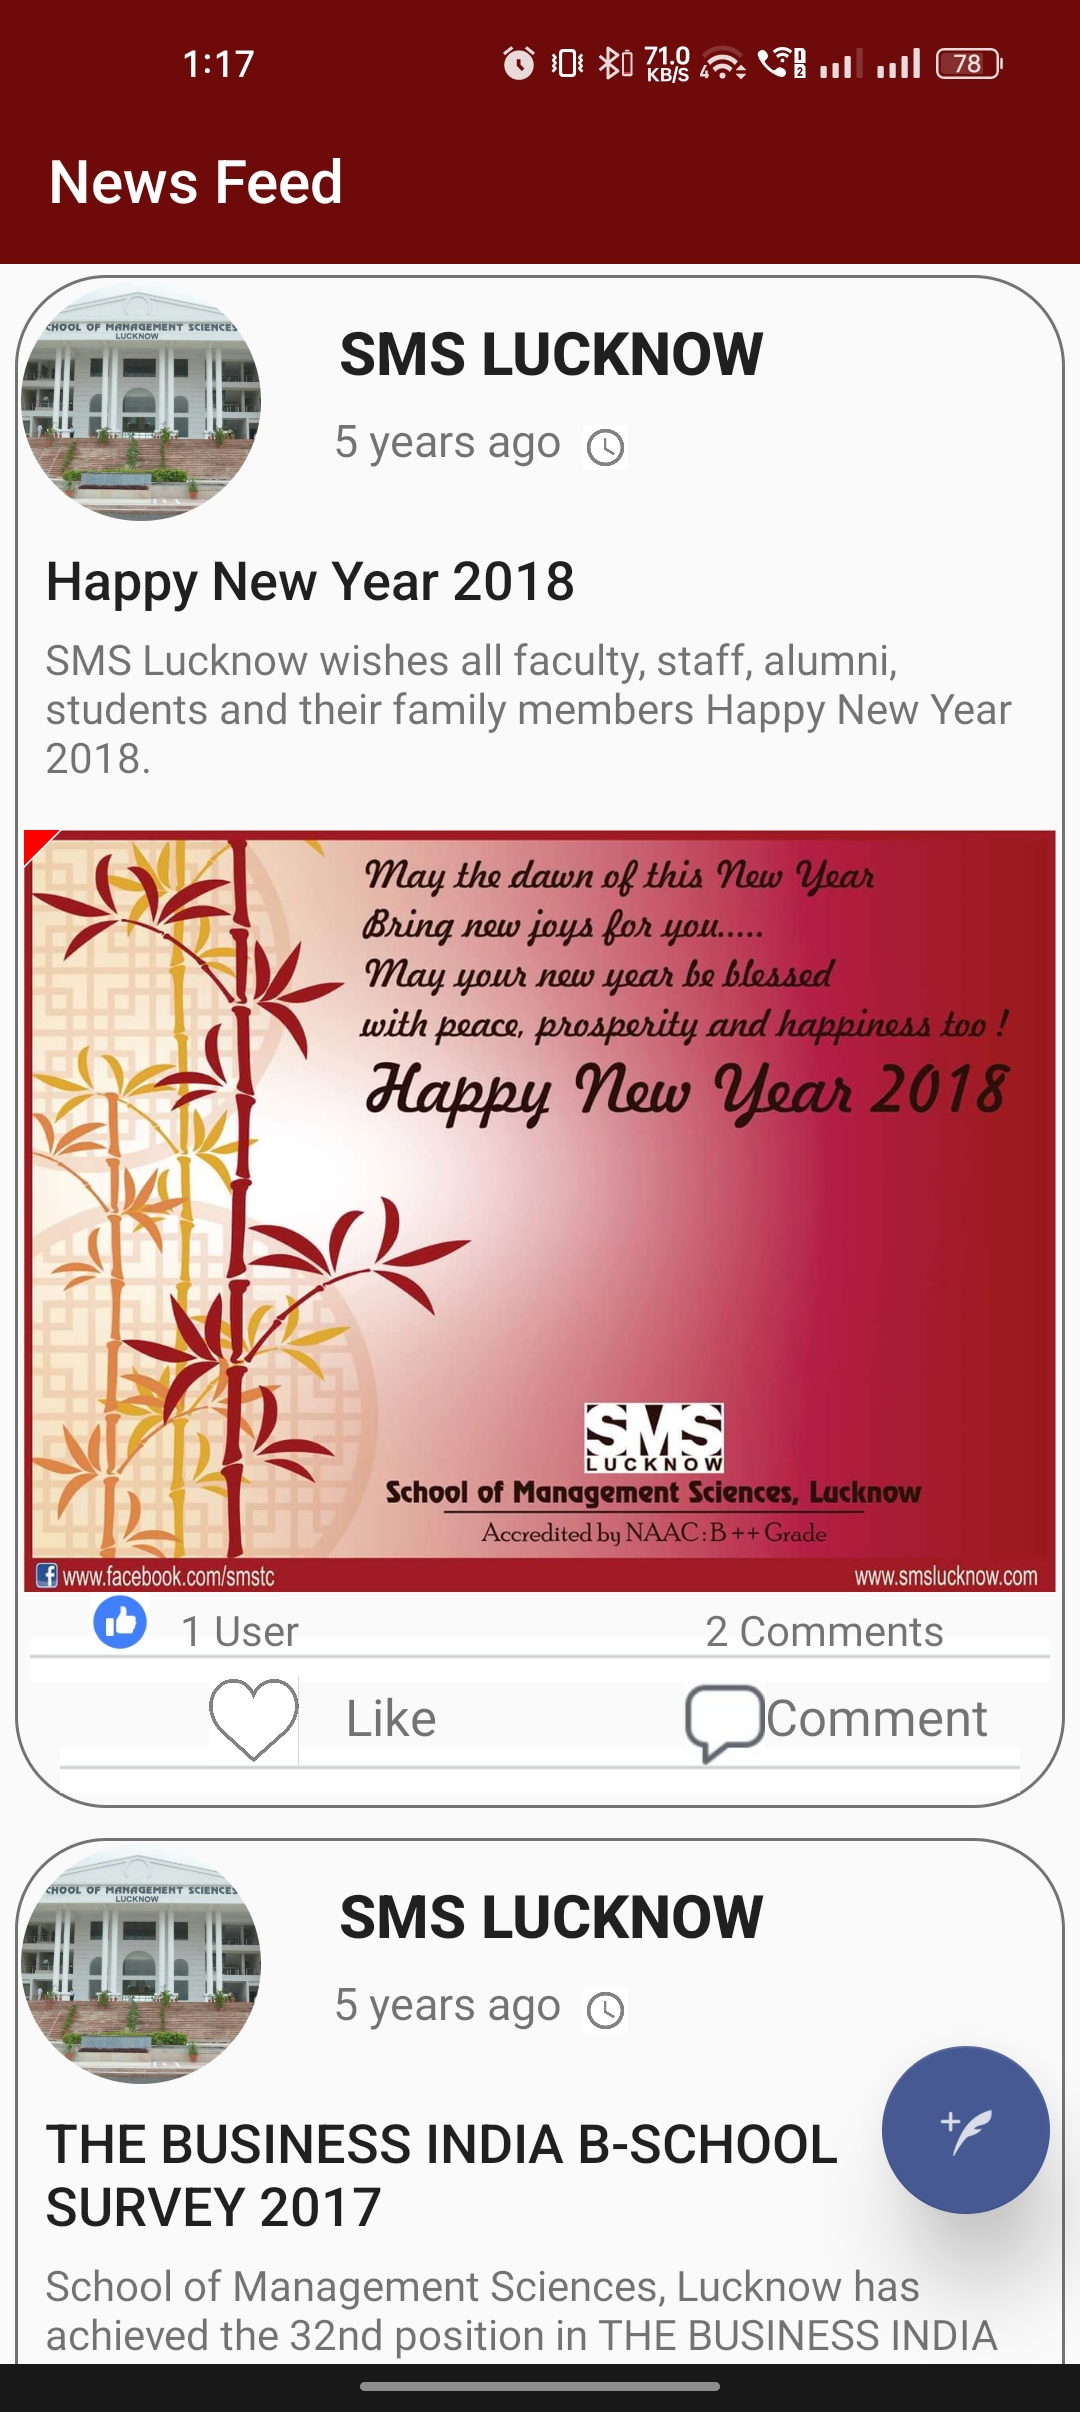 1:17
71.0
KB/S
4
1
2
78
News Feed
SCHOOL OF MANAGEMENT SCIENCES
LUCKNOW
SMS LUCKNOW
5 years ago
Happy New Year 2018
SMS Lucknow wishes all faculty, staff, alumni,
students and their family members Happy New Year
2018.
May the dawn of this New Year
Bring new joys for you.....
May your new year be blessed
with peace, prosperity and happiness too !
Happy New Year 2018
SMS
LUCKNOW
School of Management Sciences, Lucknow
Accredited by NAAC : B ++ Grade
www.facebook.com/smstc
www.smslucknow.com
1 User
2 Comments
Like
Comment
SCHOOL OF MANAGEMENT SCIENCES
LUCKNOW
SMS LUCKNOW
5 years ago
THE BUSINESS INDIA B-SCHOOL
SURVEY 2017
School of Management Sciences, Lucknow has
achieved the 32nd position in THE BUSINESS INDIA